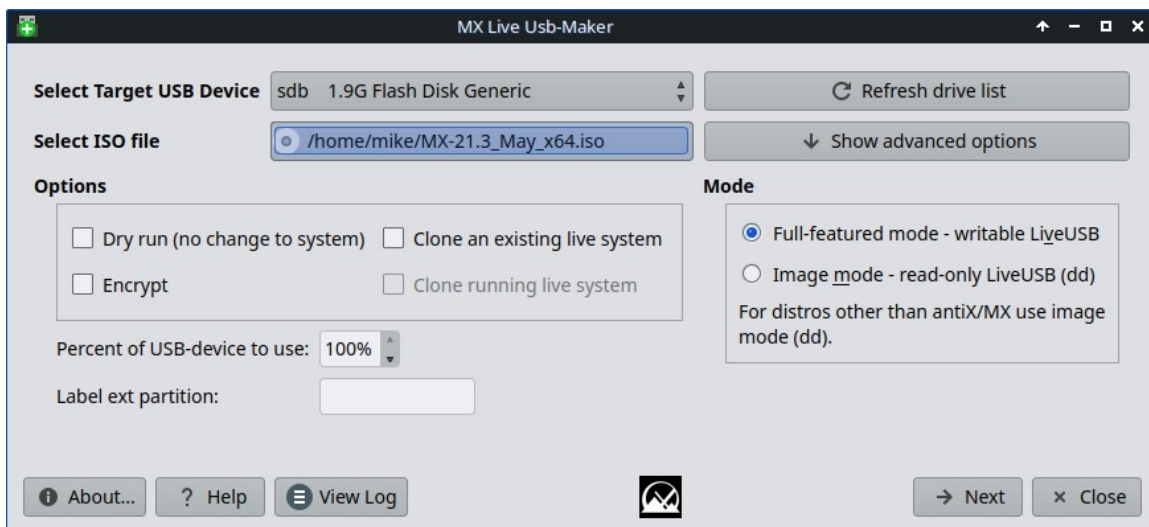 MX Live Usb-Maker
Select Target USB Device sdb 1.9G Flash Disk Generic Refresh drive list
Select ISO file /home/mike/MX-21.3_May_x64.iso Show advanced options
Options Mode
Dry run (no change to system) Clone an existing live system Full-featured mode - writable LiveUSB
Encrypt Clone running live system Image mode - read-only LiveUSB (dd)
For distros other than antiX/MX use image
mode (dd).
Percent of USB-device to use: 100%
Label ext partition:
About... ? Help View Log Next Close